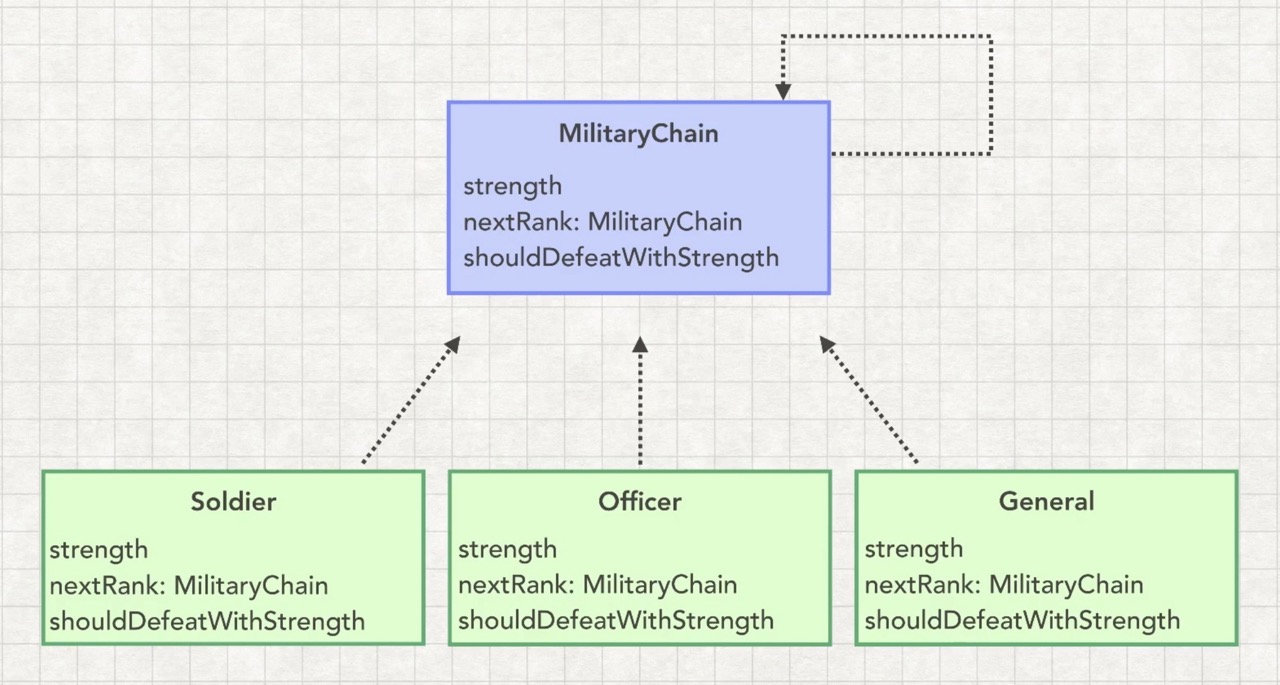 MilitaryChain
strength
nextRank: MilitaryChain
shouldDefeatWithStrength
Soldier
strength
nextRank: MilitaryChain
shouldDefeatWithStrength
Officer
strength
nextRank: MilitaryChain
shouldDefeatWithStrength
General
strength
nextRank: MilitaryChain
shouldDefeatWithStrength